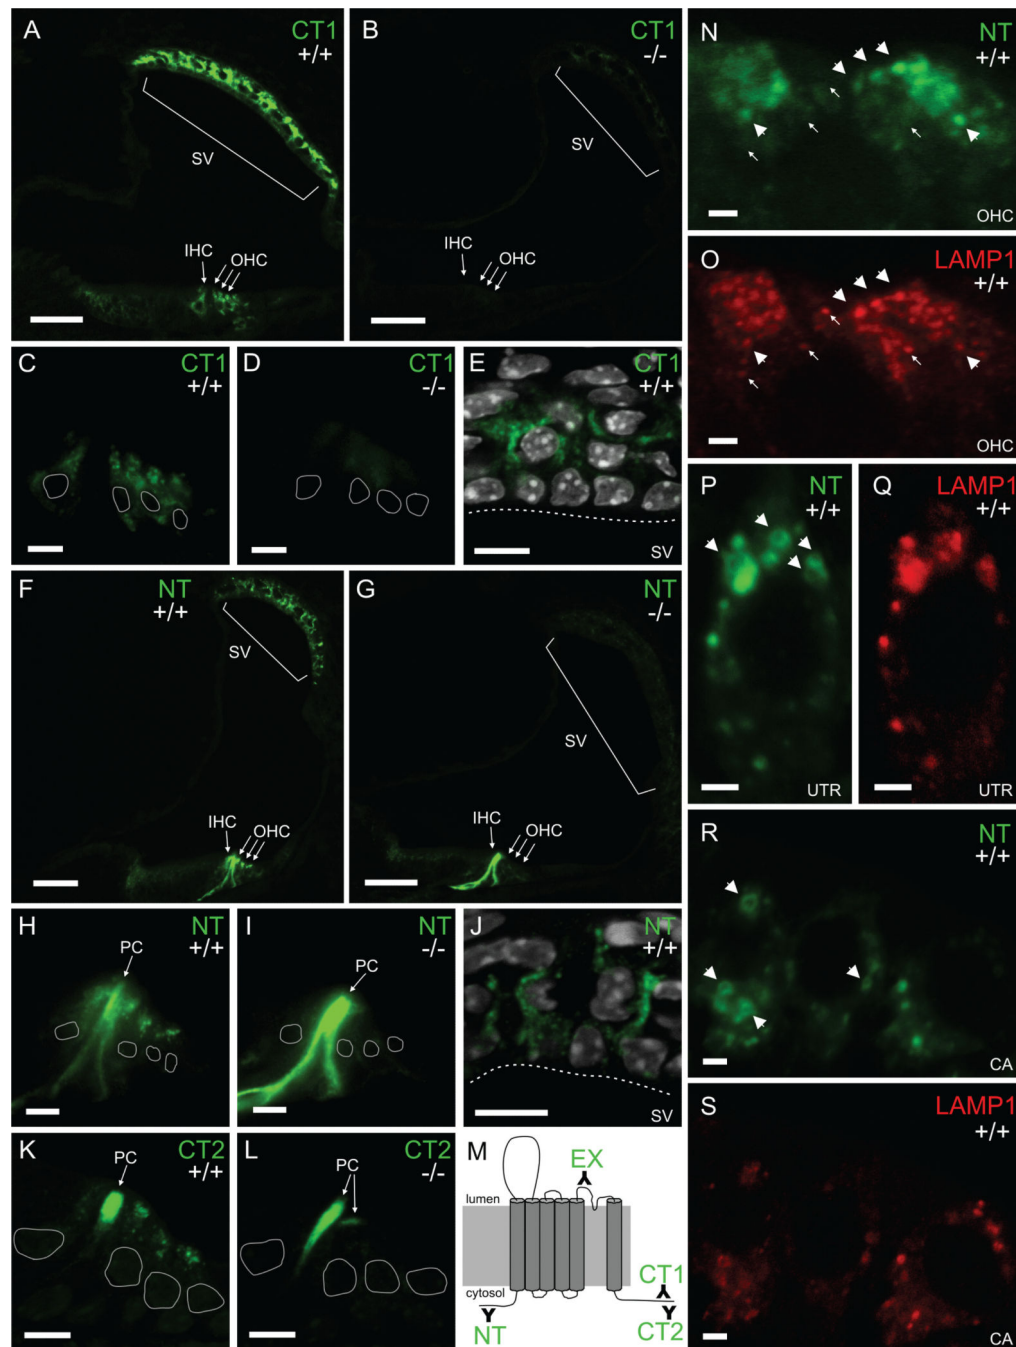 A
CT1
+/+
SV
IHC
OHC
B
CT1
-/-
SV
IHC
OHC
C
CT1
+/+
D
CT1
-/-
E
CT1
+/+
SV
F
NT
+/+
SV
IHC
OHC
G
NT
-/-
SV
IHC
OHC
H
NT
+/+
PC
I
NT
-/-
PC
J
NT
+/+
SV
K
CT2
+/+
PC
L
CT2
-/-
PC
M
EX
lumen
cytosol
CT1
NT
CT2
N
NT
+/+
OHC
O
LAMP1
+/+
OHC
P
NT
+/+
UTR
Q
LAMP1
+/+
UTR
R
NT
+/+
CA
S
LAMP1
+/+
CA